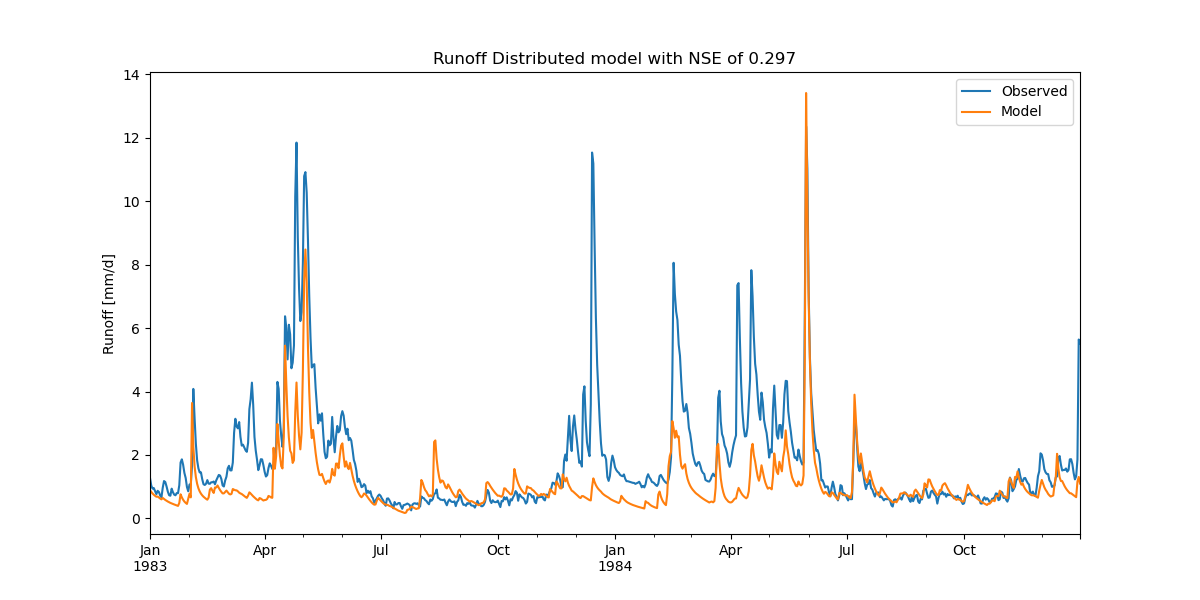 Runoff Distributed model with NSE of 0.297
14
12
10
8
6
4
2
0
Runoff [mm/d]
Observed
Model
Jan Apr Jul Oct Jan Apr Jul Oct
1983 1984